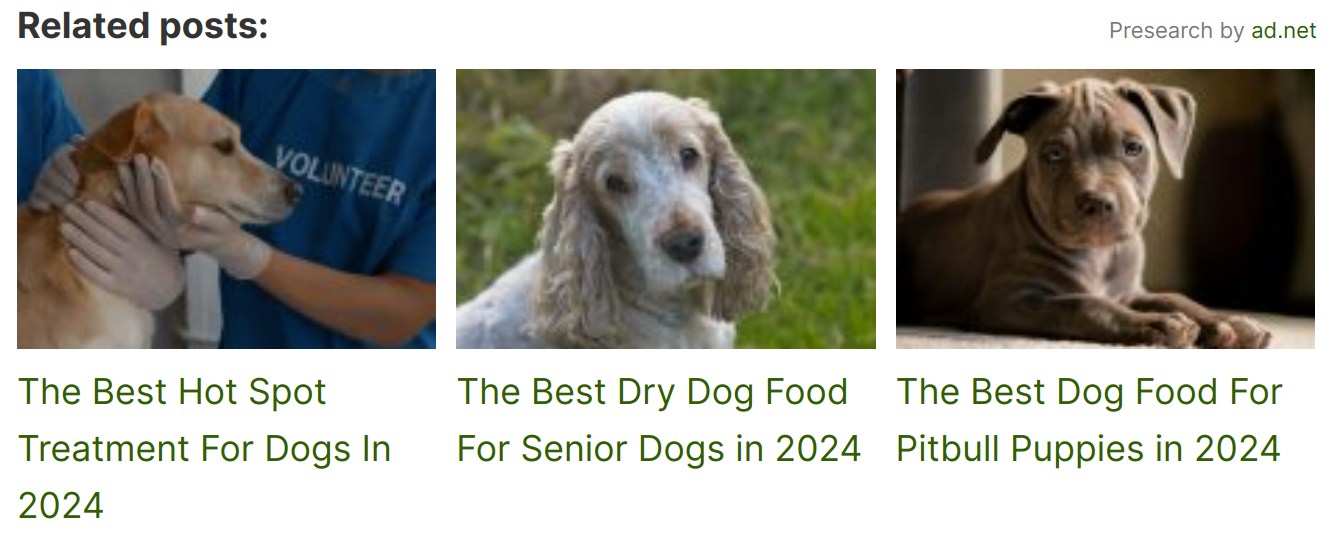 Related posts:
Presearch by ad.net
VOLUNTEER
The Best Hot Spot
Treatment For Dogs In
2024
The Best Dry Dog Food
For Senior Dogs in 2024
The Best Dog Food For
Pitbull Puppies in 2024